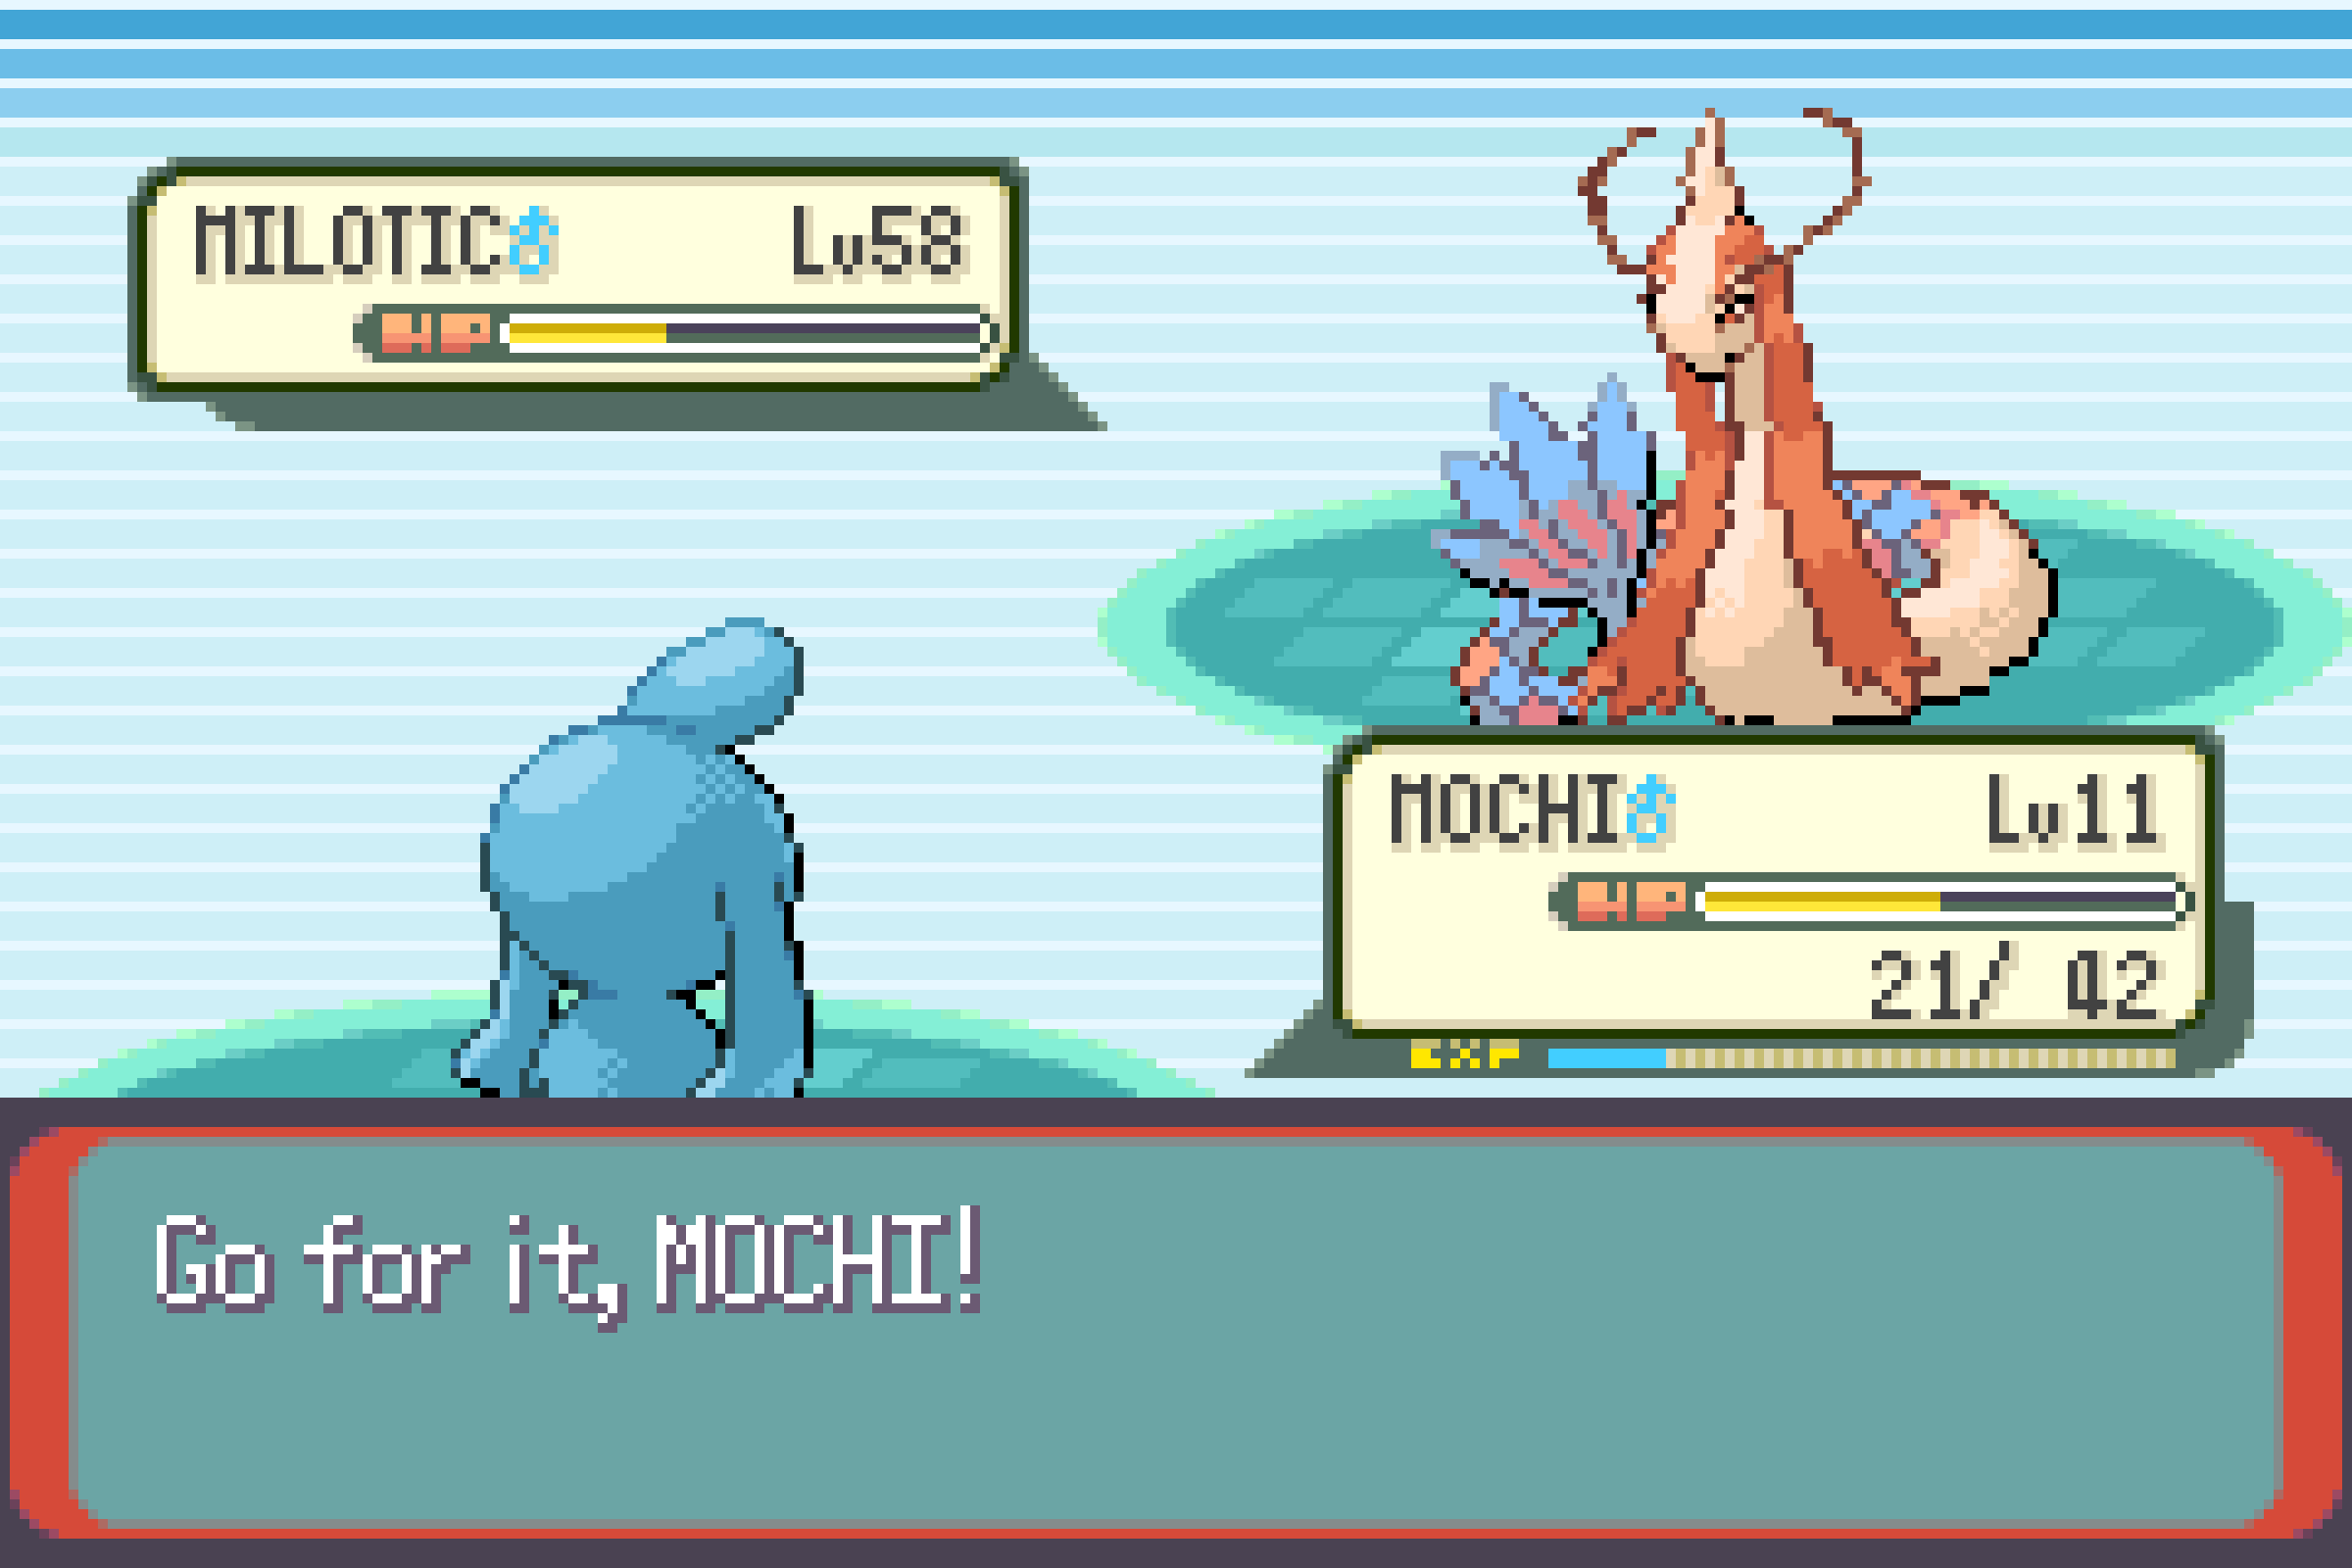 MILOTIC♂ Lv58
HP
MOCHI♂ Lv11
HP
21/ 42
EXP
Go for it, MOCHI!